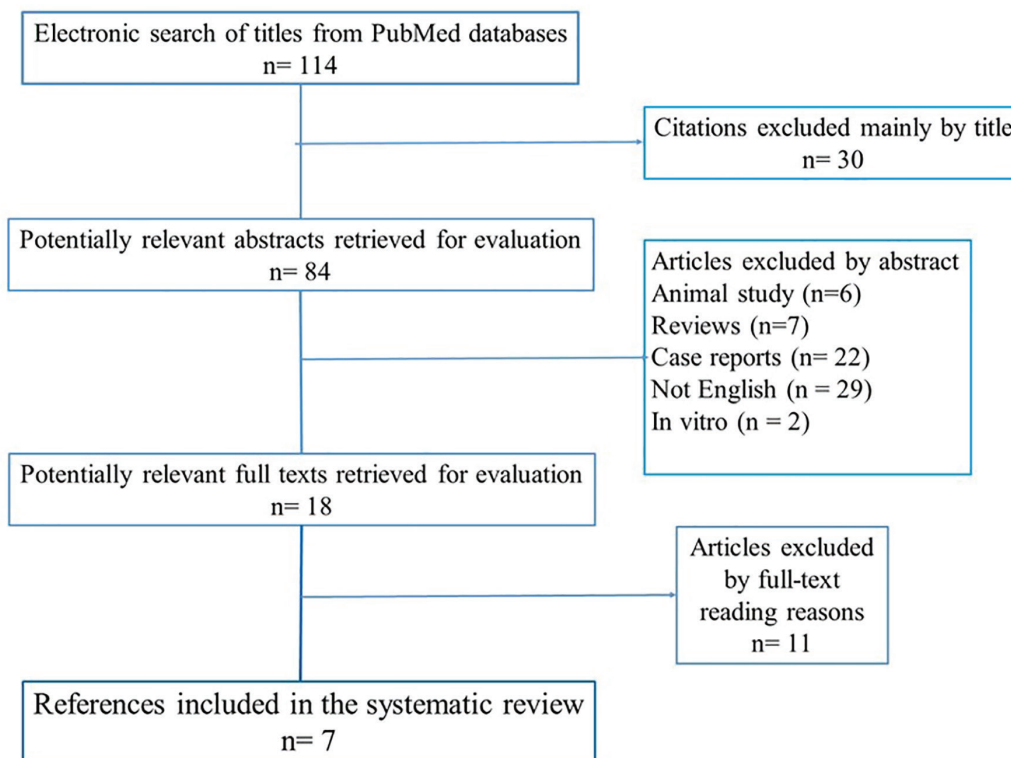 Electronic search of titles from PubMed databases
n= 114
Citations excluded mainly by title
n= 30
Potentially relevant abstracts retrieved for evaluation
n= 84
Articles excluded by abstract
Animal study (n=6)
Reviews (n=7)
Case reports (n= 22)
Not English (n = 29)
In vitro (n = 2)
Potentially relevant full texts retrieved for evaluation
n= 18
Articles excluded
by full-text
reading reasons
n= 11
References included in the systematic review
n= 7